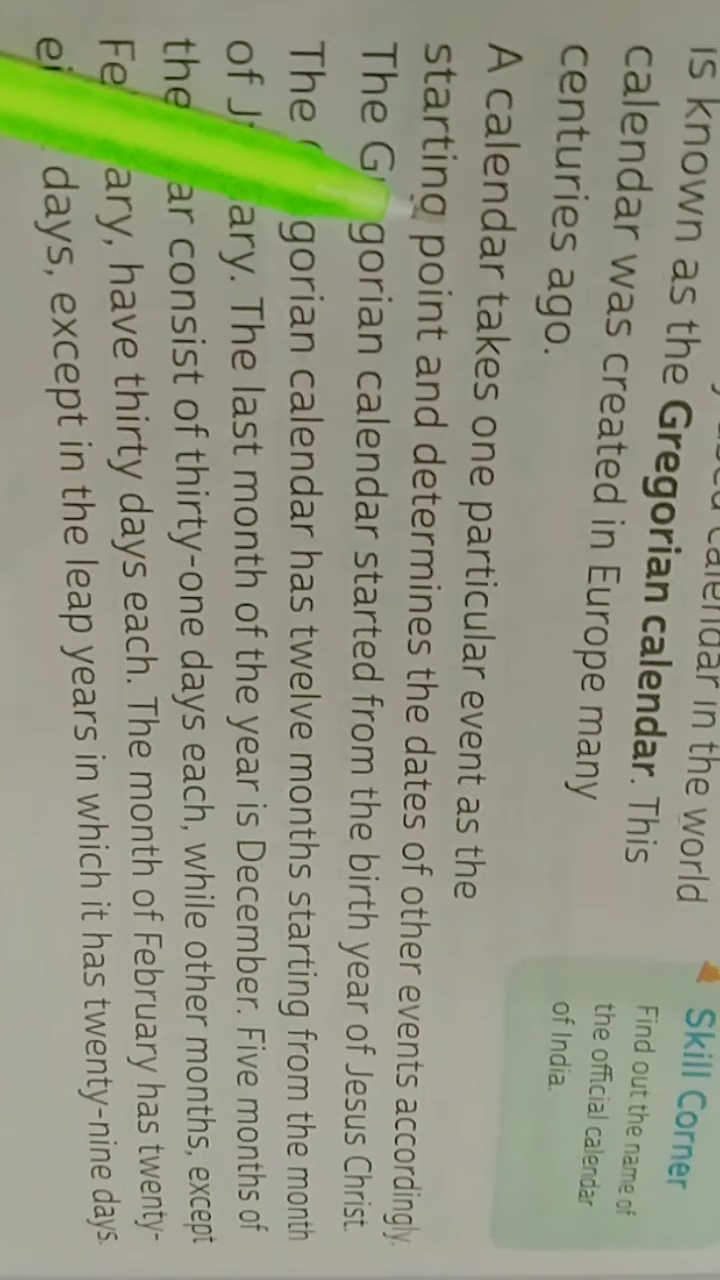 calendar in the world
is known as the Gregorian calendar. This
calendar was created in Europe many
centuries ago.
A calendar takes one particular event as the
starting point and determines the dates of other events accordingly.
The Gregorian calendar started from the birth year of Jesus Christ.
The Gregorian calendar has twelve months starting from the month
of January. The last month of the year is December. Five months of
the consist of thirty-one days each, while other months, except
February, have thirty days each. The month of February has twenty-
days, except in the leap years in which it has twenty-nine days.
Skill Corner
Find out the name of
the official calendar
of India.